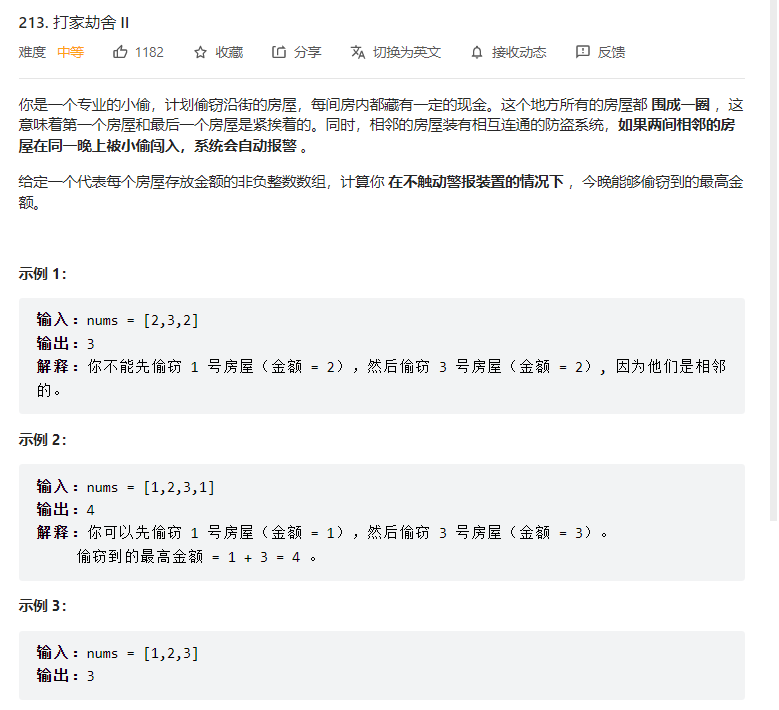 213. 打家劫舍 II
难度 中等 1182 收藏 分享 切换为英文 接收动态 反馈
你是一个专业的小偷，计划偷窃沿街的房屋，每间房内都藏有一定的现金。这个地方所有的房屋都 围成一圈 ，这
意味着第一个房屋和最后一个房屋是紧挨着的。同时，相邻的房屋装有相互连通的防盗系统，如果两间相邻的房
屋在同一晚上被小偷闯入，系统会自动报警 。
给定一个代表每个房屋存放金额的非负整数数组，计算你 在不触动警报装置的情况下 ，今晚能够偷窃到的最高金
额。
示例 1：
输入：nums = [2,3,2]
输出：3
解释：你不能先偷窃 1 号房屋（金额 = 2），然后偷窃 3 号房屋（金额 = 2）, 因为他们是相邻
的。
示例 2：
输入：nums = [1,2,3,1]
输出：4
解释：你可以先偷窃 1 号房屋（金额 = 1），然后偷窃 3 号房屋（金额 = 3）。
偷窃到的最高金额 = 1 + 3 = 4 。
示例 3：
输入：nums = [1,2,3]
输出：3